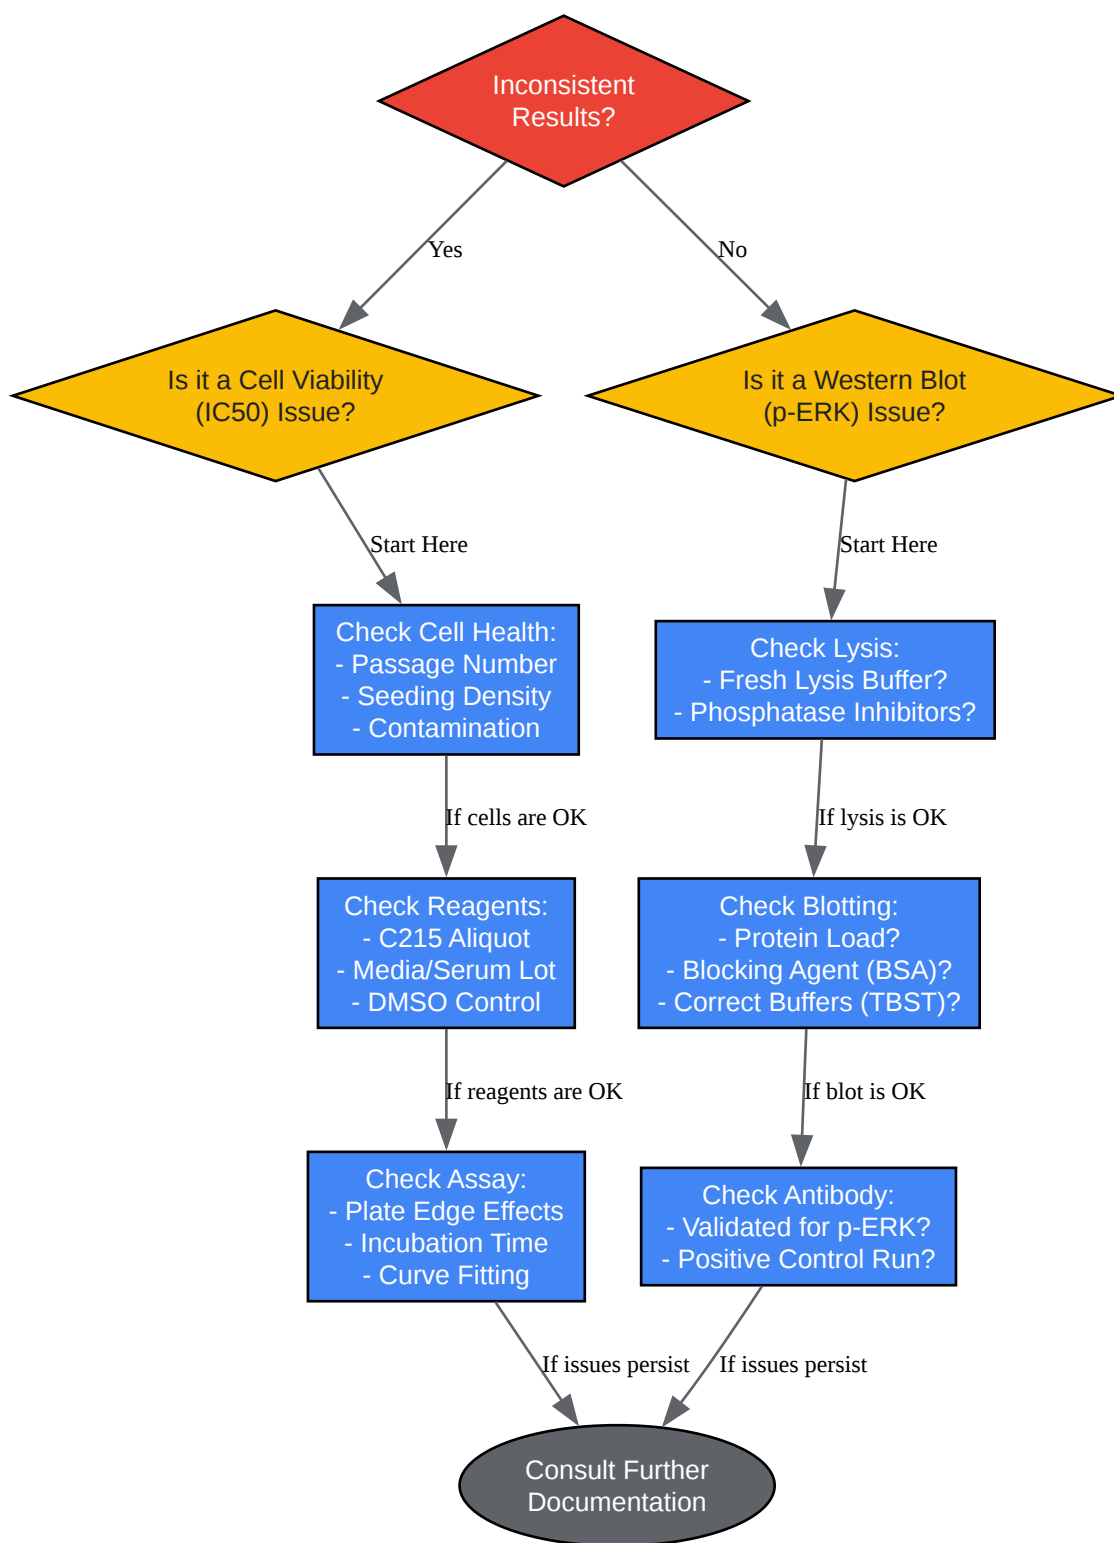 Inconsistent
Results?
Yes
No
Is it a Cell Viability
(IC50) Issue?
Is it a Western Blot
(p-ERK) Issue?
Start Here
Start Here
Check Cell Health:
- Passage Number
- Seeding Density
- Contamination
Check Lysis:
- Fresh Lysis Buffer?
- Phosphatase Inhibitors?
If cells are OK
If lysis is OK
Check Reagents:
- C215 Aliquot
- Media/Serum Lot
- DMSO Control
Check Blotting:
- Protein Load?
- Blocking Agent (BSA)?
- Correct Buffers (TBST)?
If reagents are OK
If blot is OK
Check Assay:
- Plate Edge Effects
- Incubation Time
- Curve Fitting
Check Antibody:
- Validated for p-ERK?
- Positive Control Run?
If issues persist
If issues persist
Consult Further
Documentation